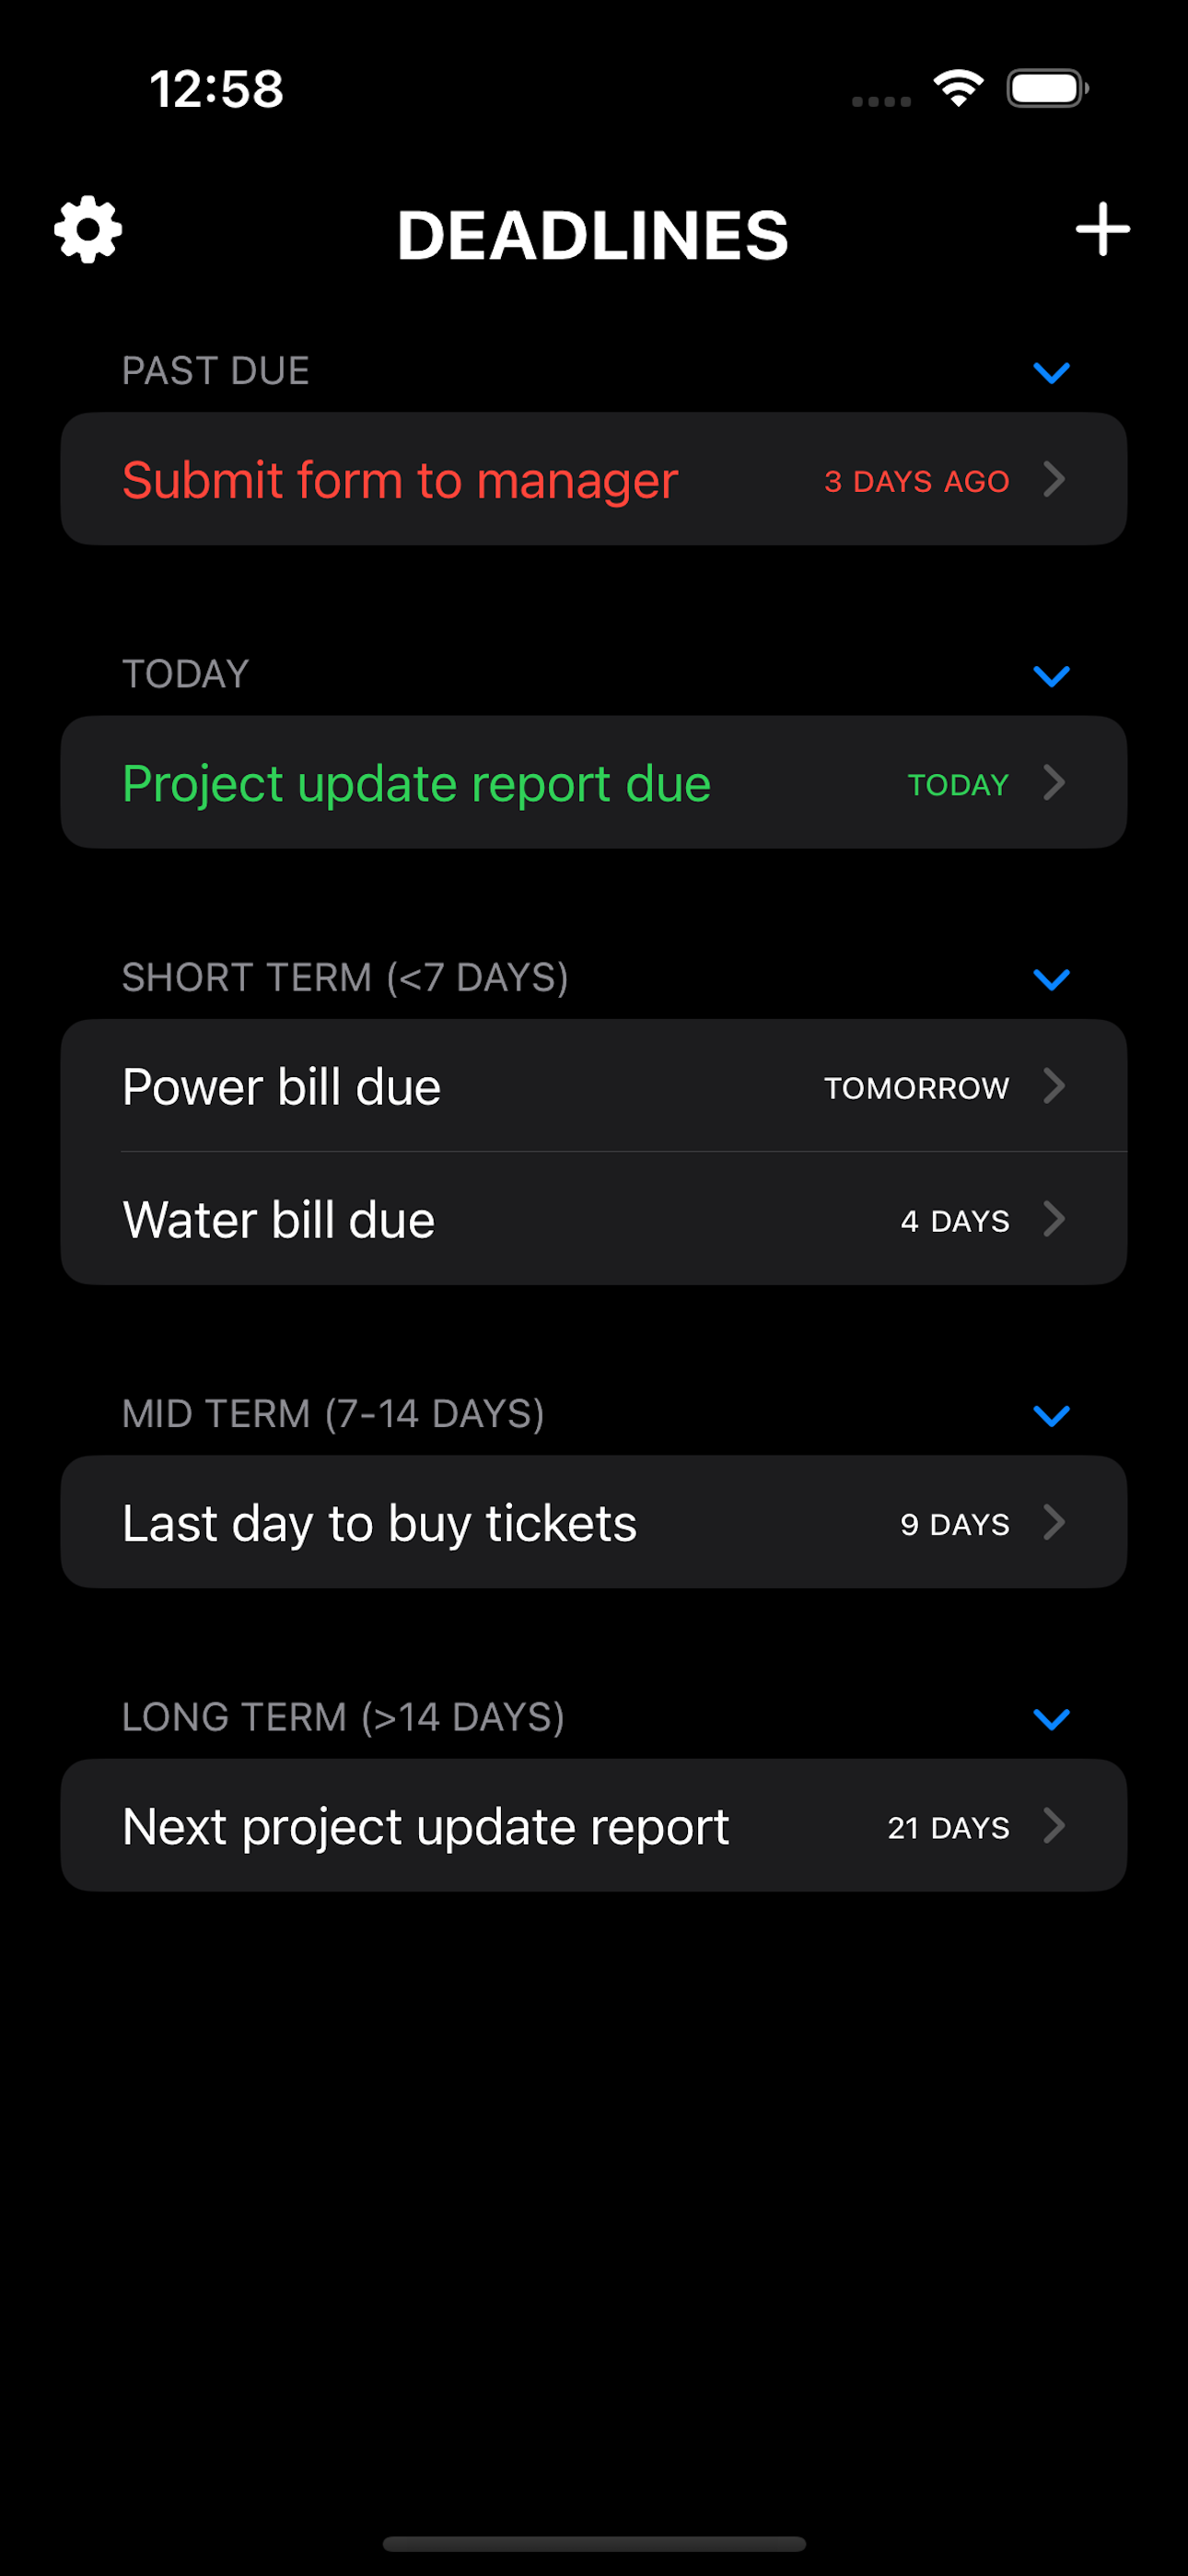 12:58
DEADLINES
PAST DUE
Submit form to manager 3 DAYS AGO
TODAY
Project update report due TODAY
SHORT TERM (<7 DAYS)
Power bill due TOMORROW
Water bill due 4 DAYS
MID TERM (7-14 DAYS)
Last day to buy tickets 9 DAYS
LONG TERM (>14 DAYS)
Next project update report 21 DAYS